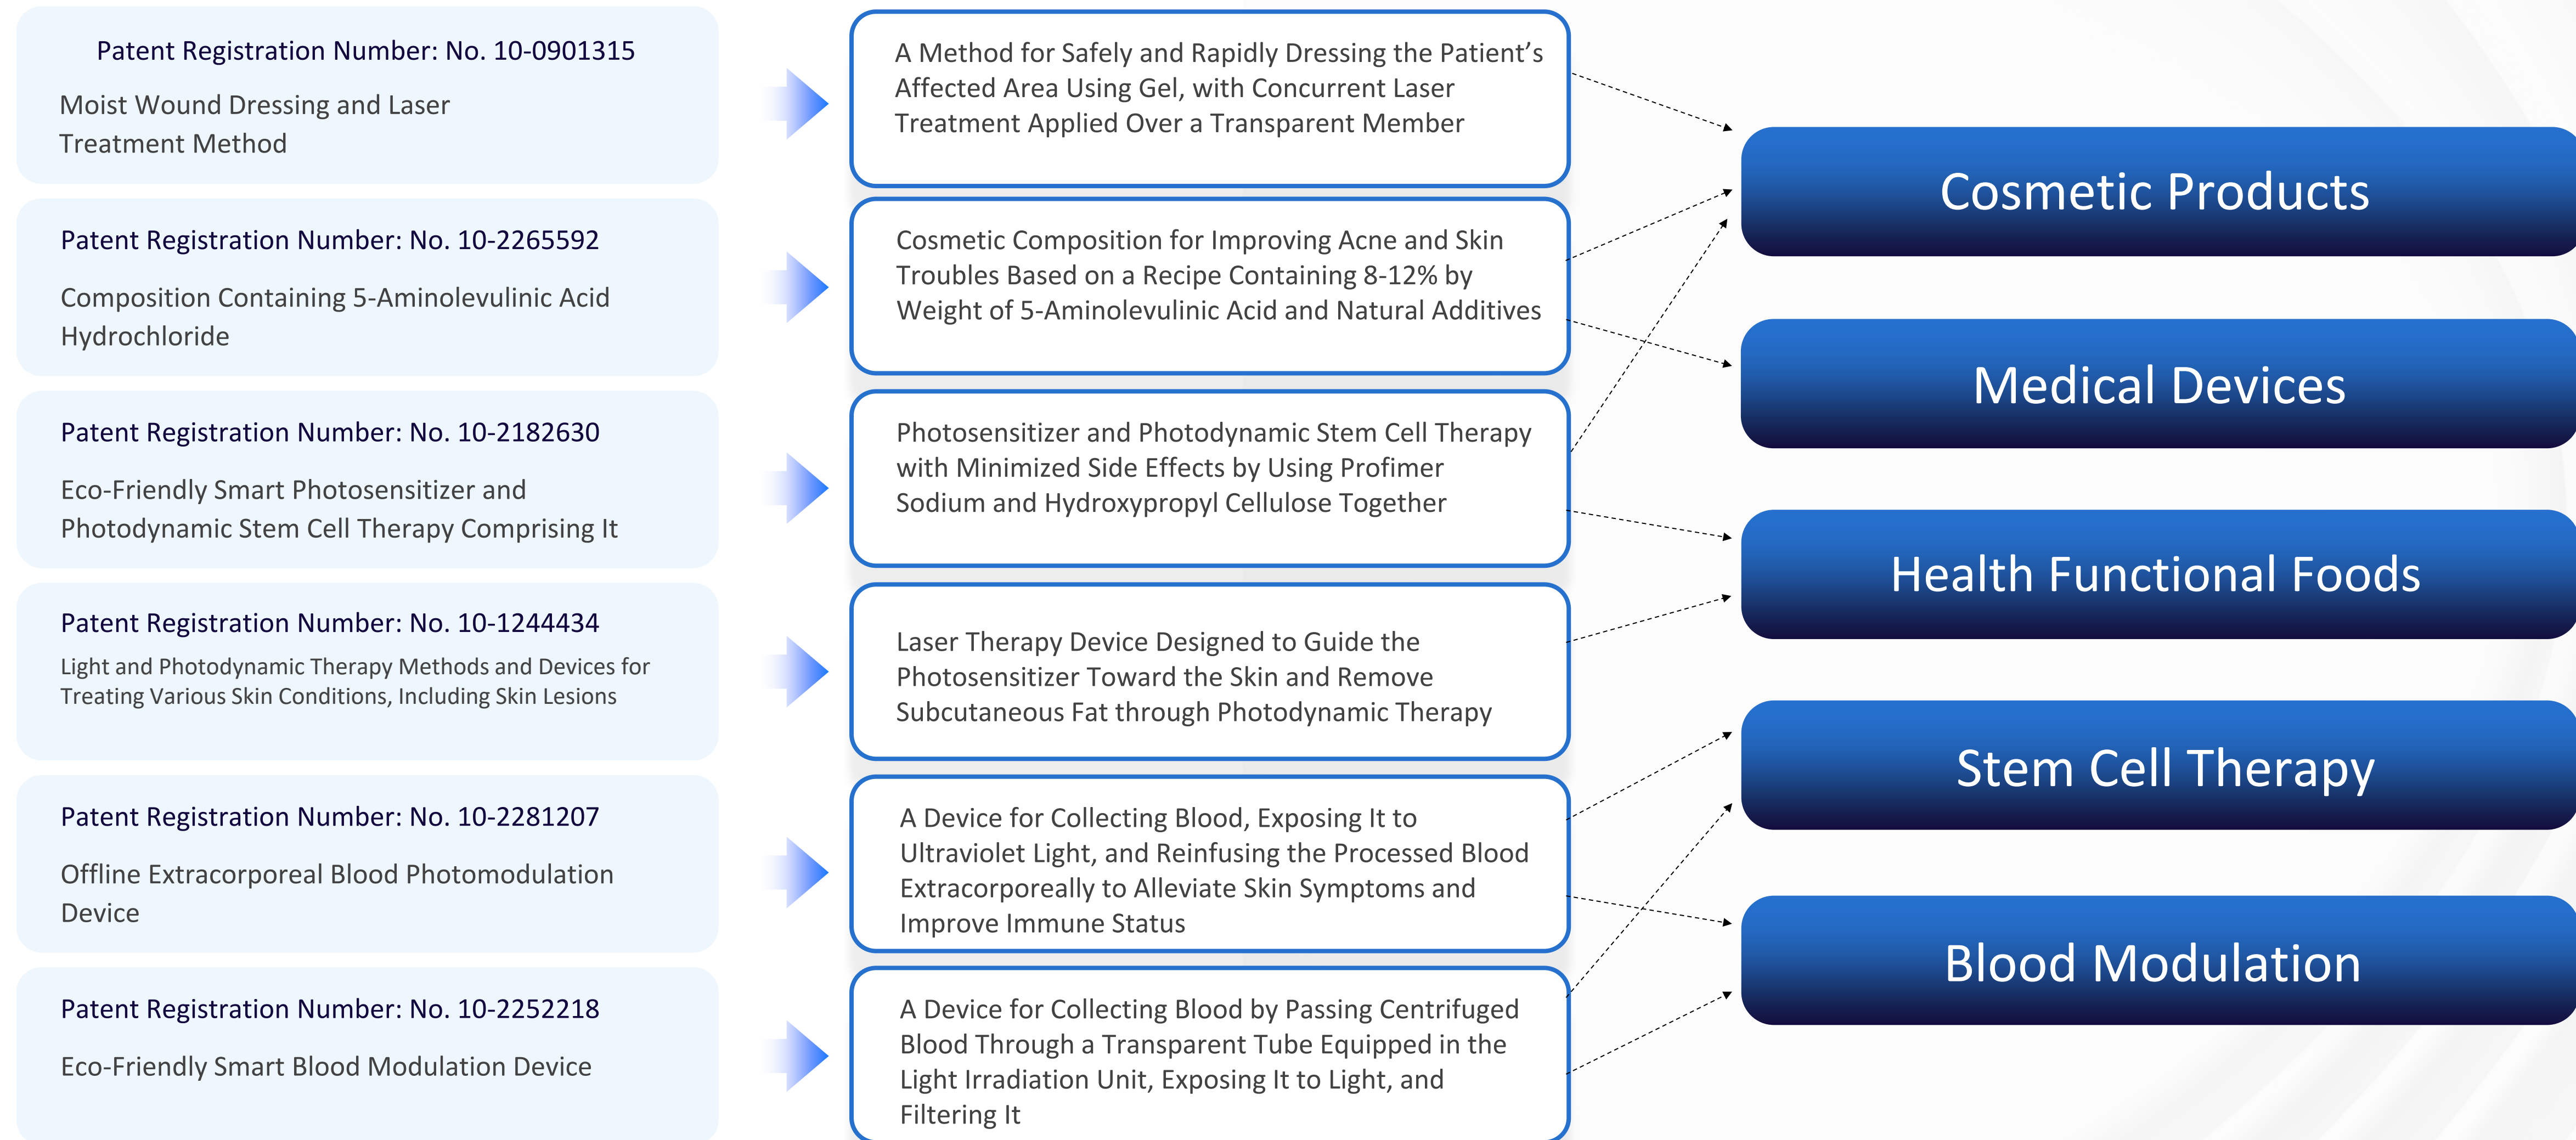 Patent Registration Number: No. 10-0901315
Moist Wound Dressing and Laser
Treatment Method
A Method for Safely and Rapidly Dressing the Patient’s
Affected Area Using Gel, with Concurrent Laser
Treatment Applied Over a Transparent Member
Patent Registration Number: No. 10-2265592
Composition Containing 5-Aminolevulinic Acid
Hydrochloride
Cosmetic Composition for Improving Acne and Skin
Troubles Based on a Recipe Containing 8-12% by
Weight of 5-Aminolevulinic Acid and Natural Additives
Patent Registration Number: No. 10-2182630
Eco-Friendly Smart Photosensitizer and
Photodynamic Stem Cell Therapy Comprising It
Photosensitizer and Photodynamic Stem Cell Therapy
with Minimized Side Effects by Using Profimer
Sodium and Hydroxypropyl Cellulose Together
Patent Registration Number: No. 10-1244434
Light and Photodynamic Therapy Methods and Devices for
Treating Various Skin Conditions, Including Skin Lesions
Laser Therapy Device Designed to Guide the
Photosensitizer Toward the Skin and Remove
Subcutaneous Fat through Photodynamic Therapy
Patent Registration Number: No. 10-2281207
Offline Extracorporeal Blood Photomodulation
Device
A Device for Collecting Blood, Exposing It to
Ultraviolet Light, and Reinfusing the Processed Blood
Extracorporeally to Alleviate Skin Symptoms and
Improve Immune Status
Patent Registration Number: No. 10-2252218
Eco-Friendly Smart Blood Modulation Device
A Device for Collecting Blood by Passing Centrifuged
Blood Through a Transparent Tube Equipped in the
Light Irradiation Unit, Exposing It to Light, and
Filtering It
Cosmetic Products
Medical Devices
Health Functional Foods
Stem Cell Therapy
Blood Modulation